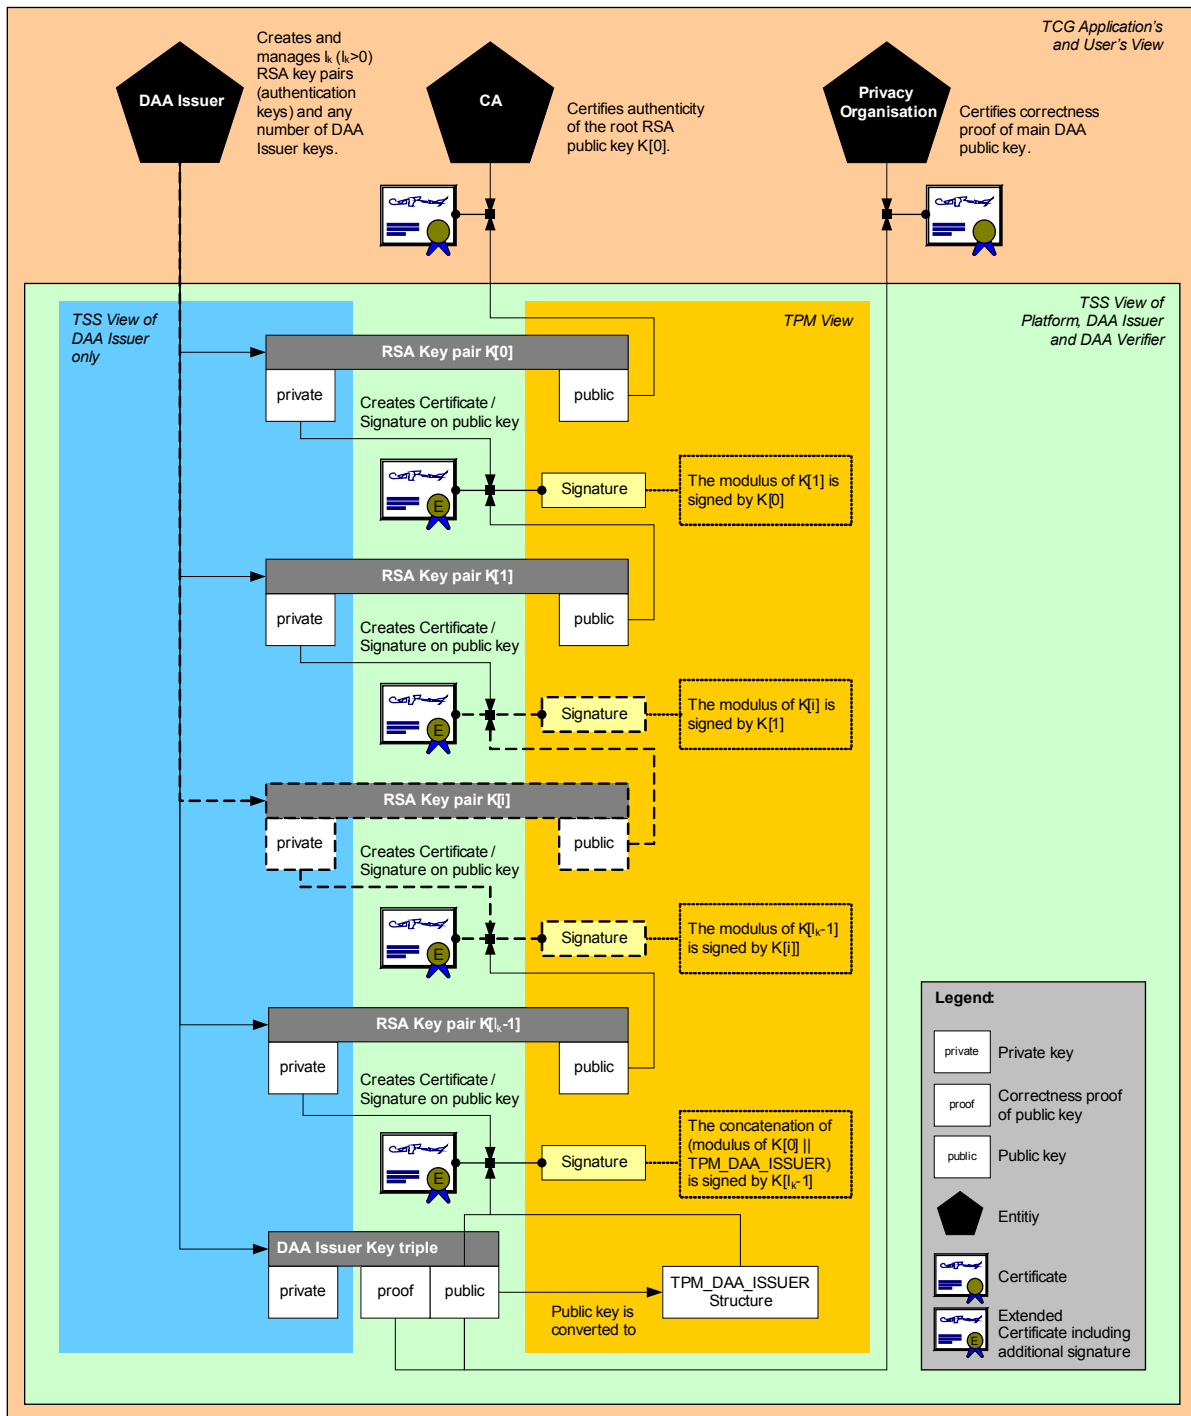 TCG Application's
and User's View
Creates and
manages lₖ (lₖ>0)
RSA key pairs
(authentication
keys) and any
number of DAA
Issuer keys.
DAA Issuer
CA
Certifies authenticity
of the root RSA
public key K[0].
Privacy
Organisation
Certifies correctness
proof of main DAA
public key.
TSS View of
DAA Issuer
only
TPM View
TSS View of
Platform, DAA Issuer
and DAA Verifier
RSA Key pair K[0]
private
public
Creates Certificate /
Signature on public key
E
Signature
The modulus of K[1] is
signed by K[0]
RSA Key pair K[1]
private
public
Creates Certificate /
Signature on public key
E
Signature
The modulus of K[i] is
signed by K[1]
RSA Key pair K[i]
private
public
Creates Certificate /
Signature on public key
E
Signature
The modulus of K[lₖ-1]
is signed by K[i]]
RSA Key pair K[lₖ-1]
private
public
Creates Certificate /
Signature on public key
E
Signature
The concatenation of
(modulus of K[0] ||
TPM_DAA_ISSUER)
is signed by K[lₖ-1]
DAA Issuer Key triple
private
proof
public
Public key is
converted to
TPM_DAA_ISSUER
Structure
Legend:
private
Private key
proof
Correctness proof
of public key
public
Public key
Entitiy
Certificate
E
Extended
Certificate including
additional signature